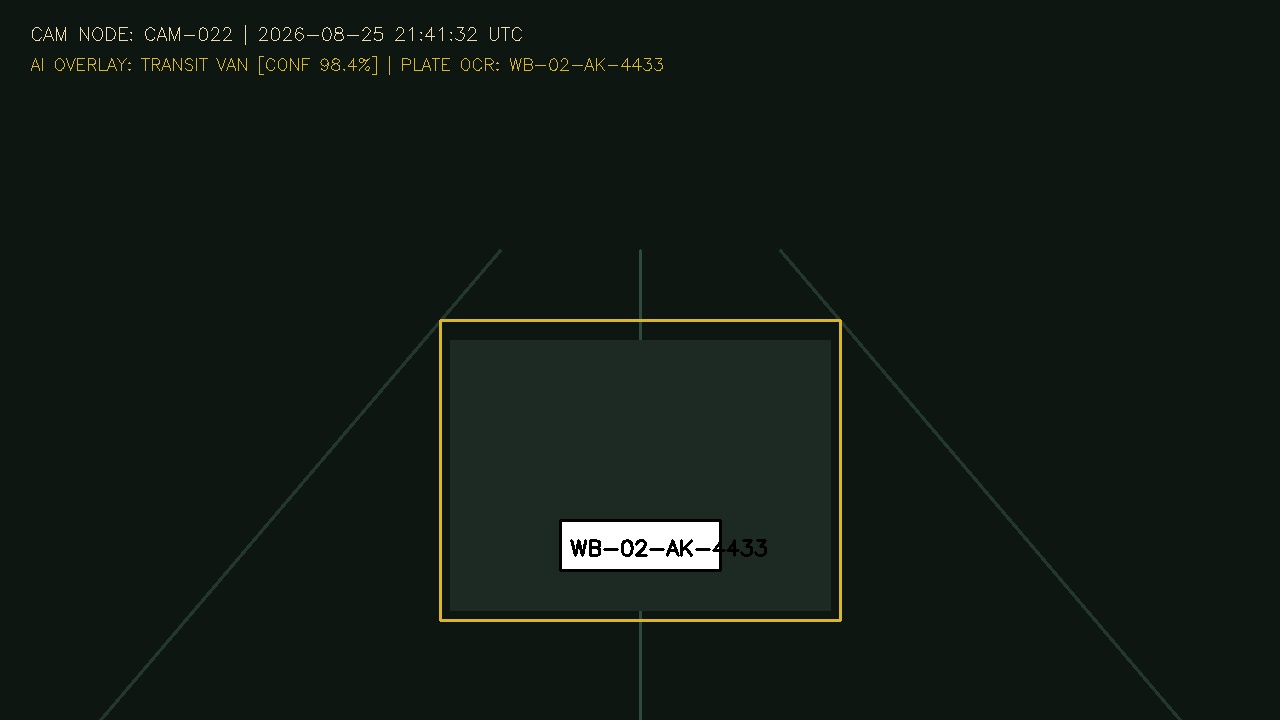 CAM NODE: CAM-022 | 2026-08-25 21:41:32 UTC
AI OVERLAY: TRANSIT VAN [CONF 98.4%] | PLATE OCR: WB-02-AK-4433
WB-02-AK-4433